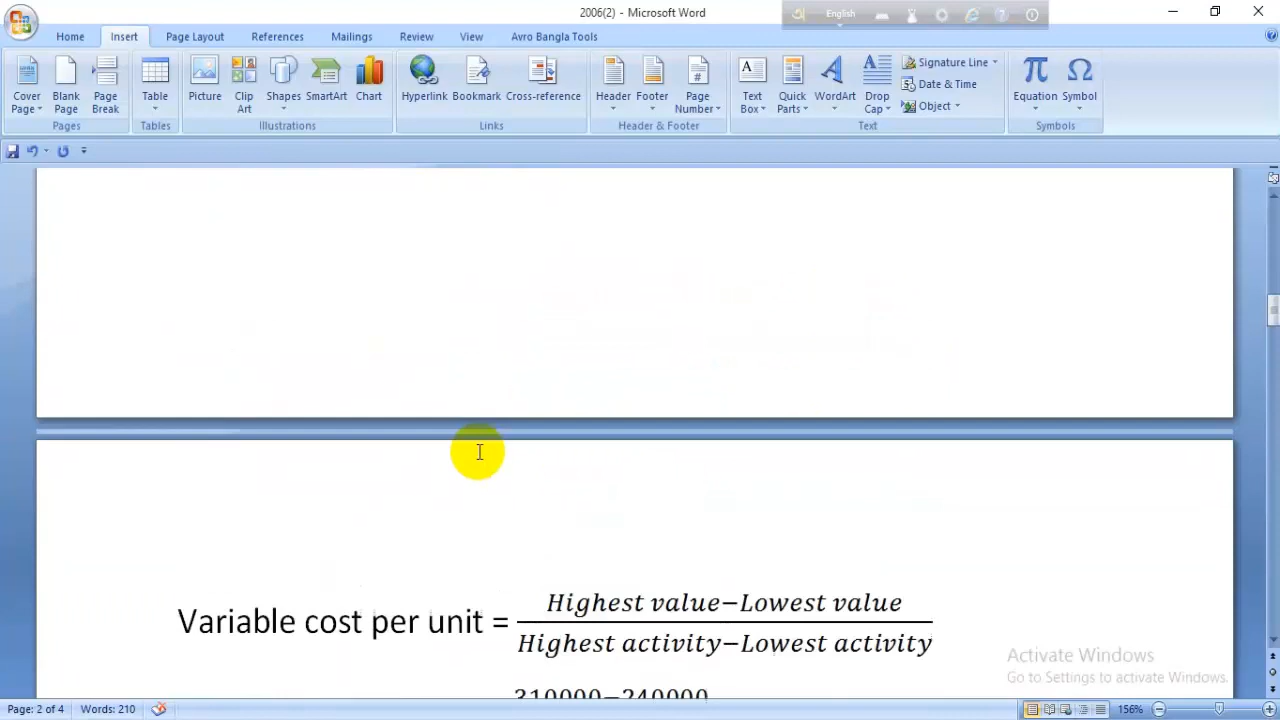 2006(2) - Microsoft Word
English
Home Insert Page Layout References Mailings Review View Avro Bangla Tools
Cover Page Blank Page Page Break Table Picture Clip Art Shapes SmartArt Chart Hyperlink Bookmark Cross-reference Header Footer Page Number Text Box Quick Parts WordArt Drop Cap Signature Line Date & Time Object Equation Symbol
Pages Tables Illustrations Links Header & Footer Text Symbols
Variable cost per unit = Highest value−Lowest value
Highest activity−Lowest activity
310000−240000
Activate Windows
Go to Settings to activate Windows.
Page: 2 of 4 Words: 210 156%